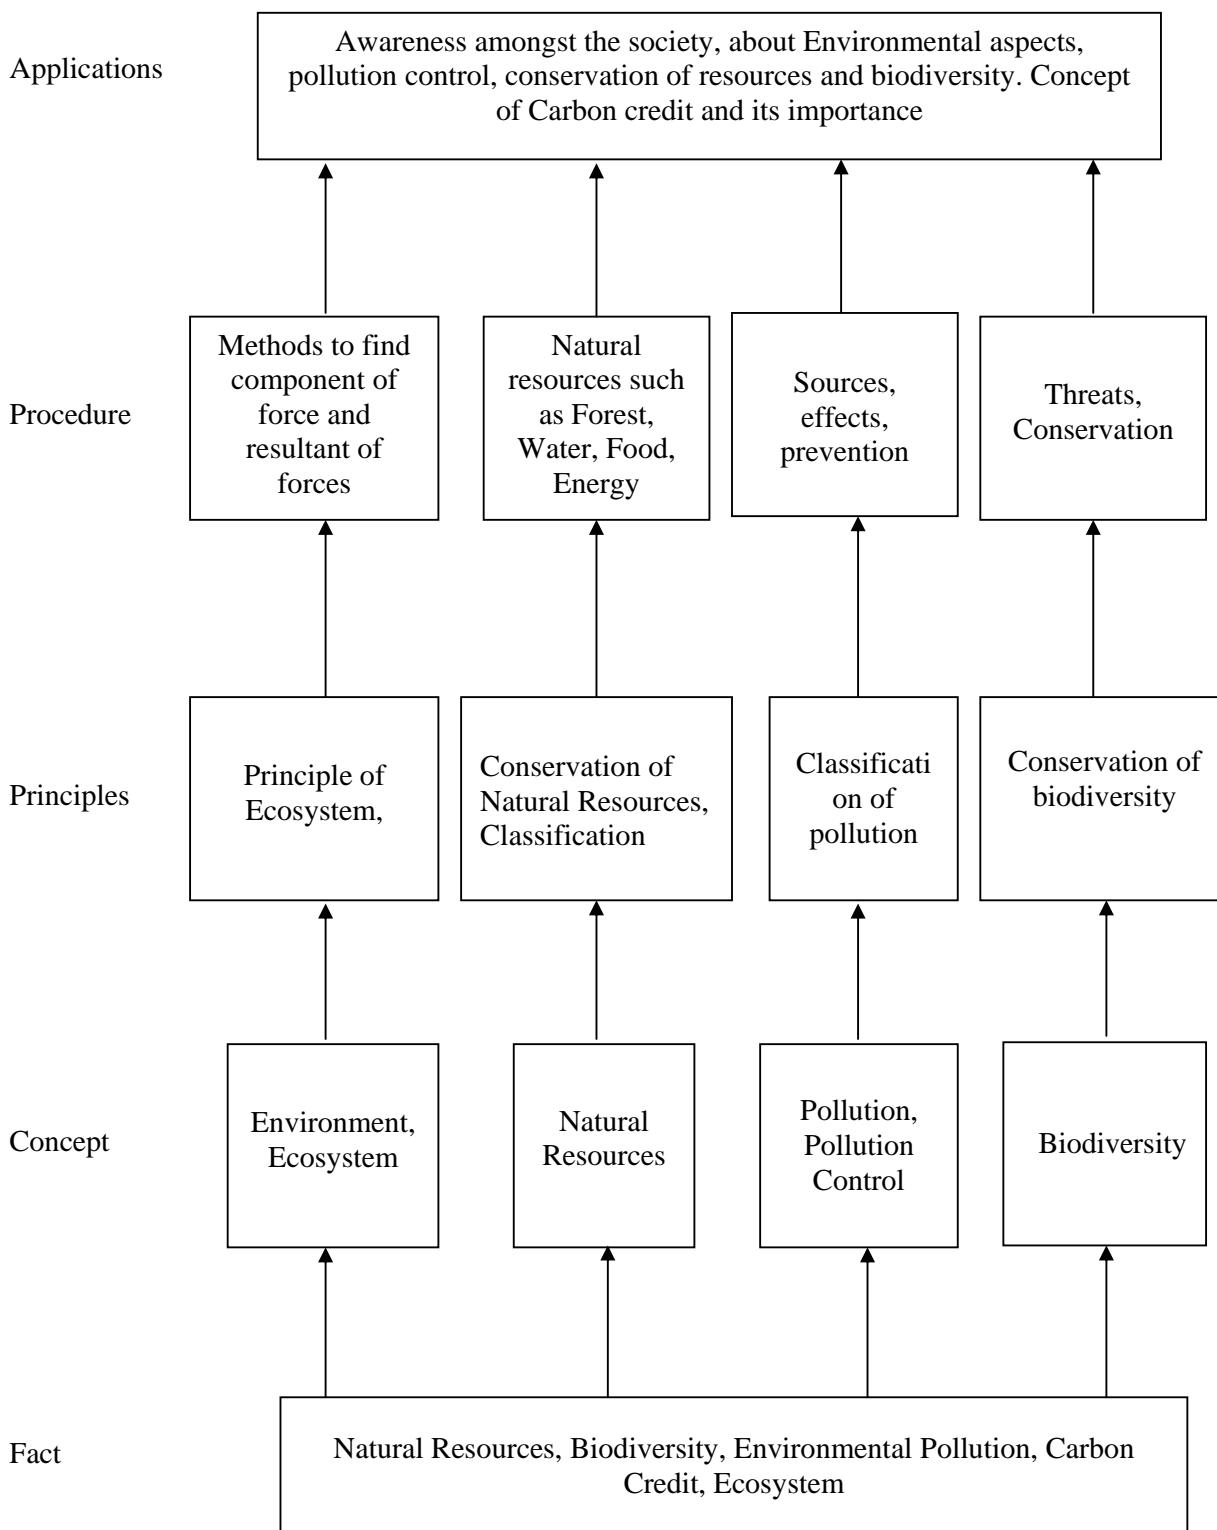 Applications
Awareness amongst the society, about Environmental aspects,
pollution control, conservation of resources and biodiversity. Concept
of Carbon credit and its importance
Procedure
Methods to find
component of
force and
resultant of
forces
Natural
resources such
as Forest,
Water, Food,
Energy
Sources,
effects,
prevention
Threats,
Conservation
Principles
Principle of
Ecosystem,
Conservation of
Natural Resources,
Classification
Classificati
on of
pollution
Conservation of
biodiversity
Concept
Environment,
Ecosystem
Natural
Resources
Pollution,
Pollution
Control
Biodiversity
Fact
Natural Resources, Biodiversity, Environmental Pollution, Carbon
Credit, Ecosystem